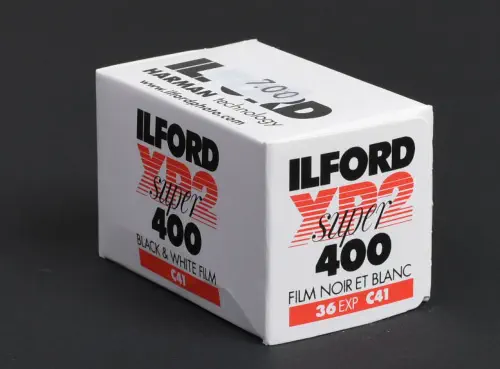 ILFORD
7.00
HARMAN technology
www.ilfordphoto.com
ILFORD
XP2
super
400
BLACK & WHITE FILM
C41
ILFORD
XP2
super
400
FILM NOIR ET BLANC
36 EXP C41